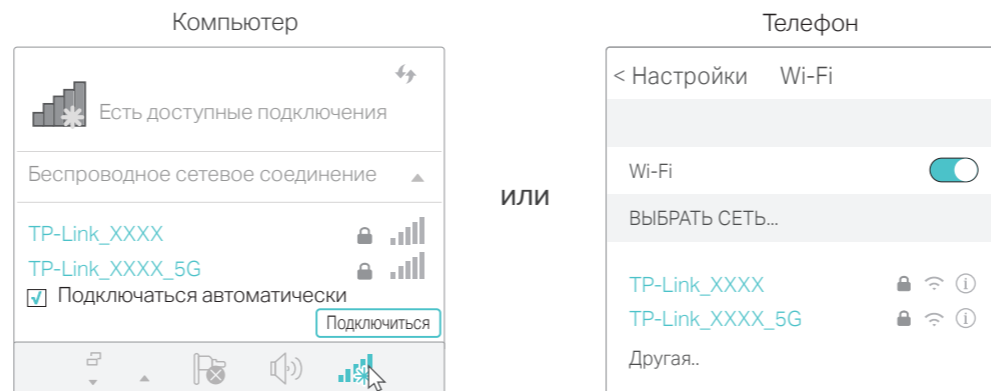 Компьютер
Есть доступные подключения
Беспроводное сетевое соединение
TP-Link_XXXX
TP-Link_XXXX_5G
Подключаться автоматически
Подключиться
или
Телефон
< Настройки Wi-Fi
Wi-Fi
ВЫБРАТЬ СЕТЬ...
TP-Link_XXXX
TP-Link_XXXX_5G
Другая..